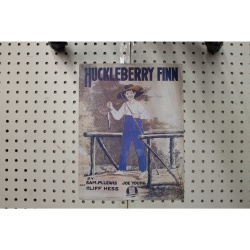 HUCKLEBERRY FINN
BY
SAM. M. LEWIS JOE YOUNG
CLIFF HESS